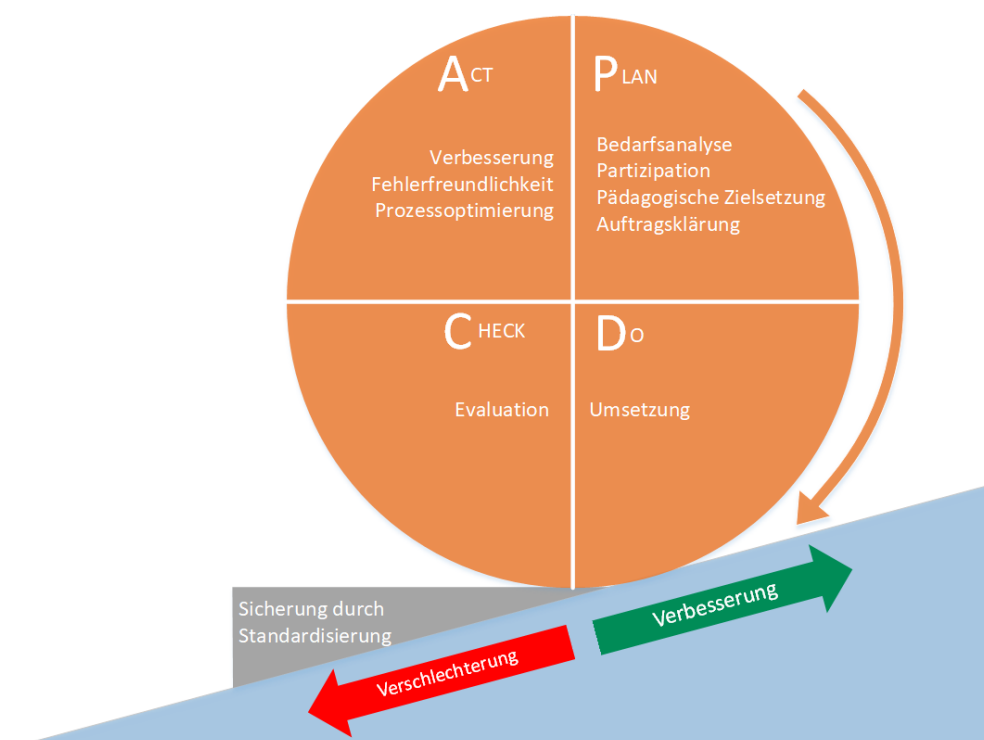 ACT
Verbesserung
Fehlerfreundlichkeit
Prozessoptimierung
PLAN
Bedarfsanalyse
Partizipation
Pädagogische Zielsetzung
Auftragsklärung
CHECK
Evaluation
DO
Umsetzung
Sicherung durch
Standardisierung
Verschlechterung
Verbesserung